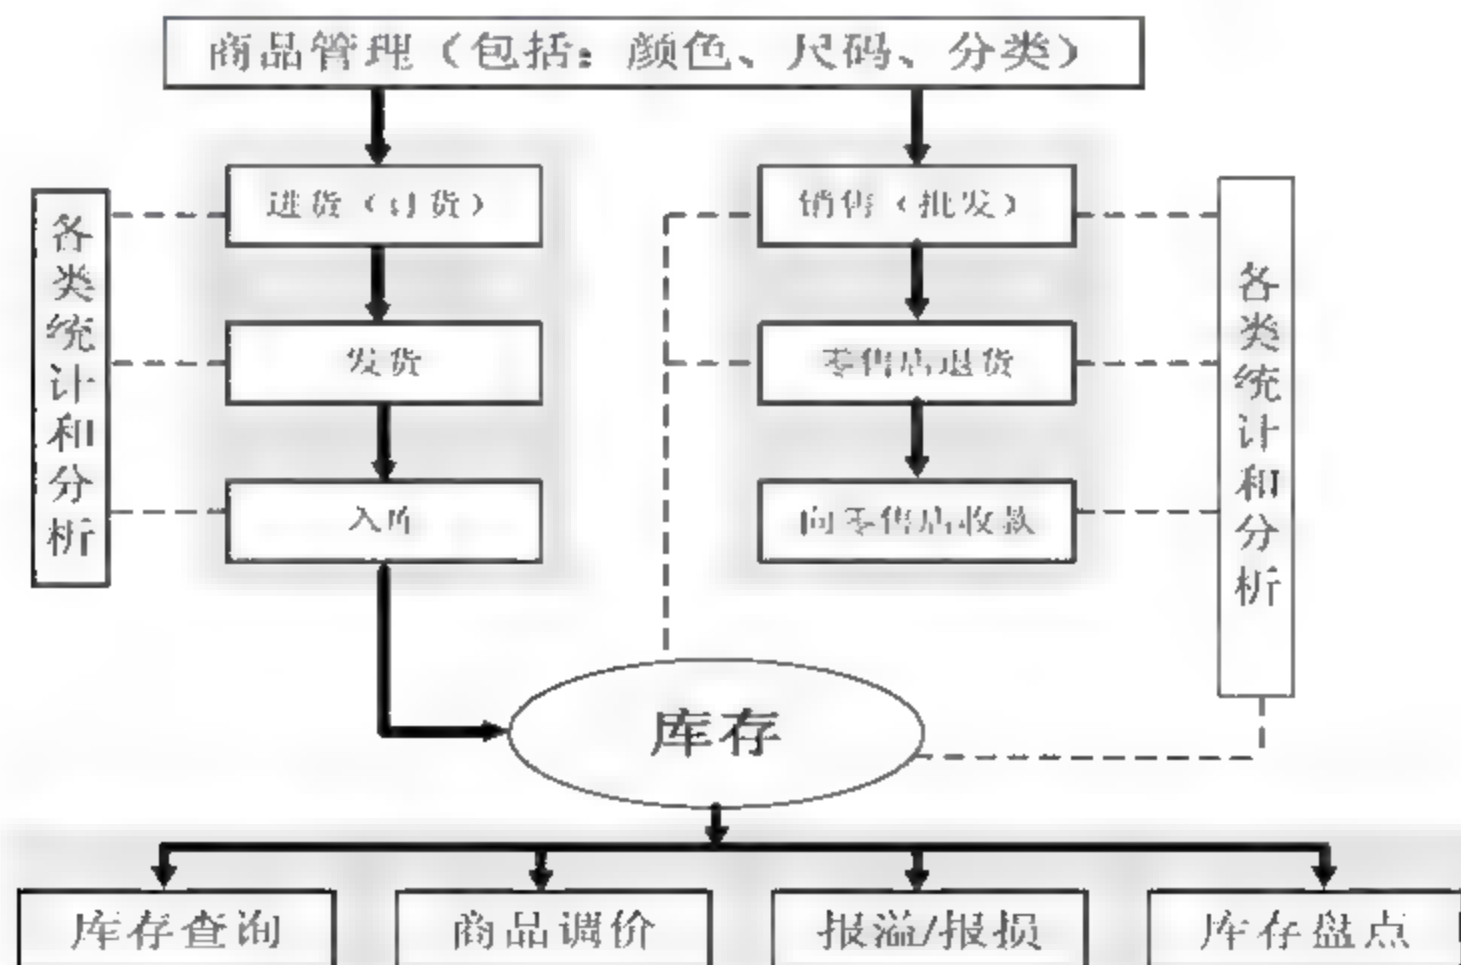 商品管理（包括：颜色、尺码、分类）
进货（订货）
销售（批发）
各类统计和分析
发货
零售店退货
各类统计和分析
入库
向零售店收款
库存
库存查询
商品调价
报溢/报损
库存盘点